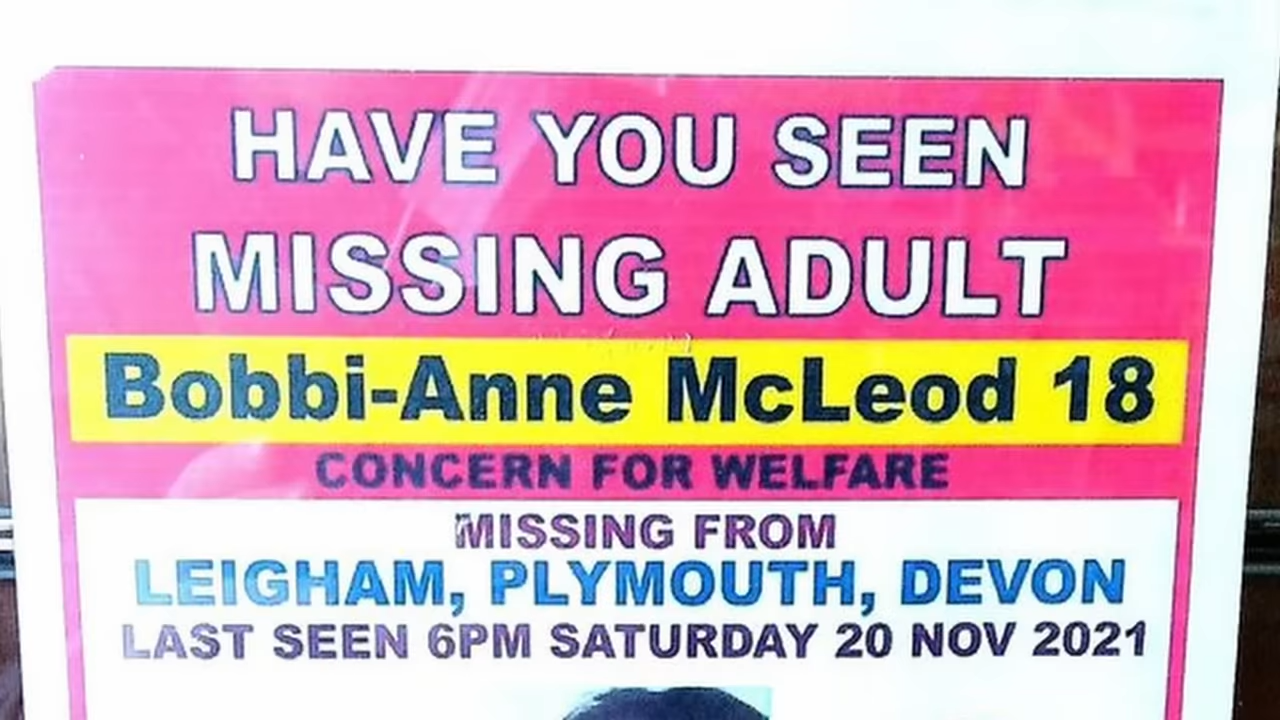 HAVE YOU SEEN
MISSING ADULT
Bobbi-Anne McLeod 18
CONCERN FOR WELFARE
MISSING FROM
LEIGHAM, PLYMOUTH, DEVON
LAST SEEN 6PM SATURDAY 20 NOV 2021